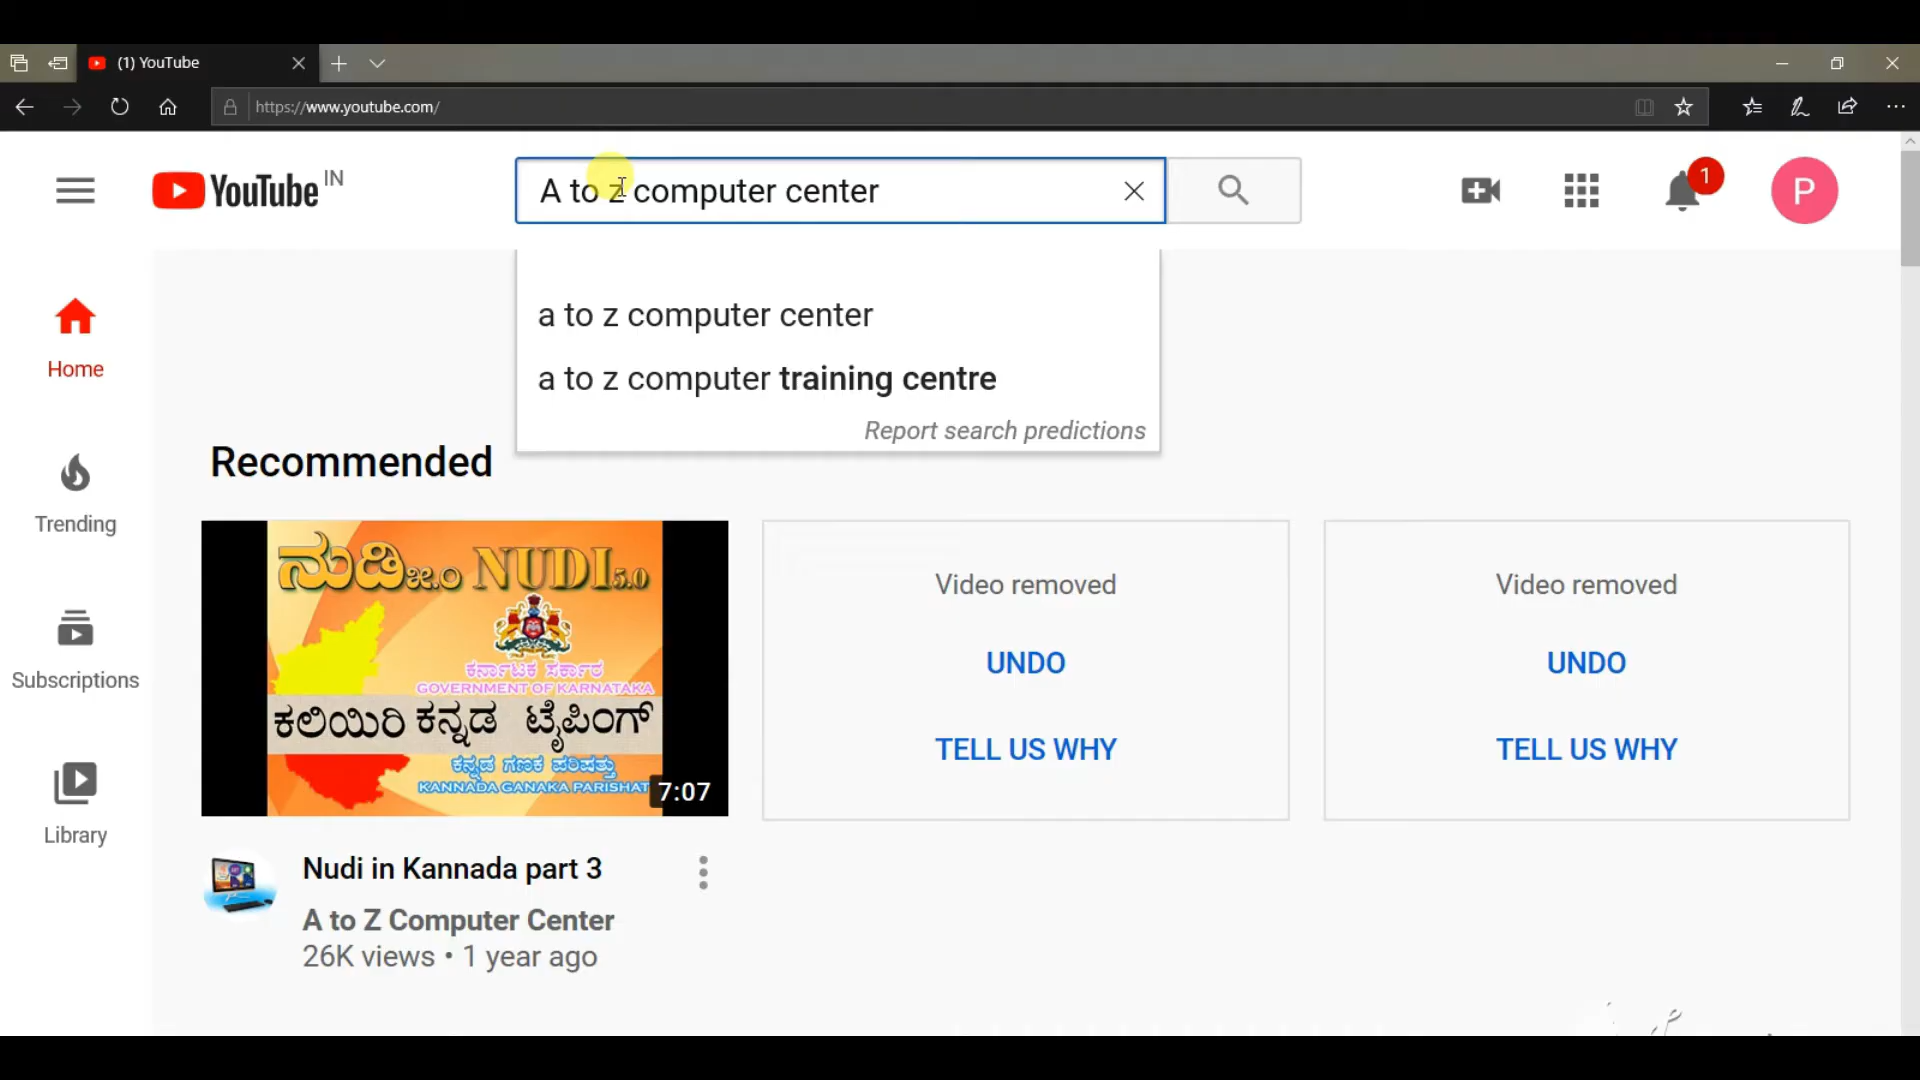 (1) YouTube
https://www.youtube.com/
YouTube IN
A to z computer center
1
P
a to z computer center
a to z computer training centre
Report search predictions
Home
Trending
Subscriptions
Library
Recommended
ನುಡಿ ೫.೦ NUDI 5.0
ಕರ್ನಾಟಕ ಸರ್ಕಾರ
GOVERNMENT OF KARNATAKA
ಕಲಿಯಿರಿ ಕನ್ನಡ ಟೈಪಿಂಗ್
ಕನ್ನಡ ಗಣಕ ಪರಿಷತ್ತು
KANNADA GANAKA PARISHAT
7:07
Video removed
UNDO
TELL US WHY
Video removed
UNDO
TELL US WHY
Nudi in Kannada part 3
A to Z Computer Center
26K views • 1 year ago